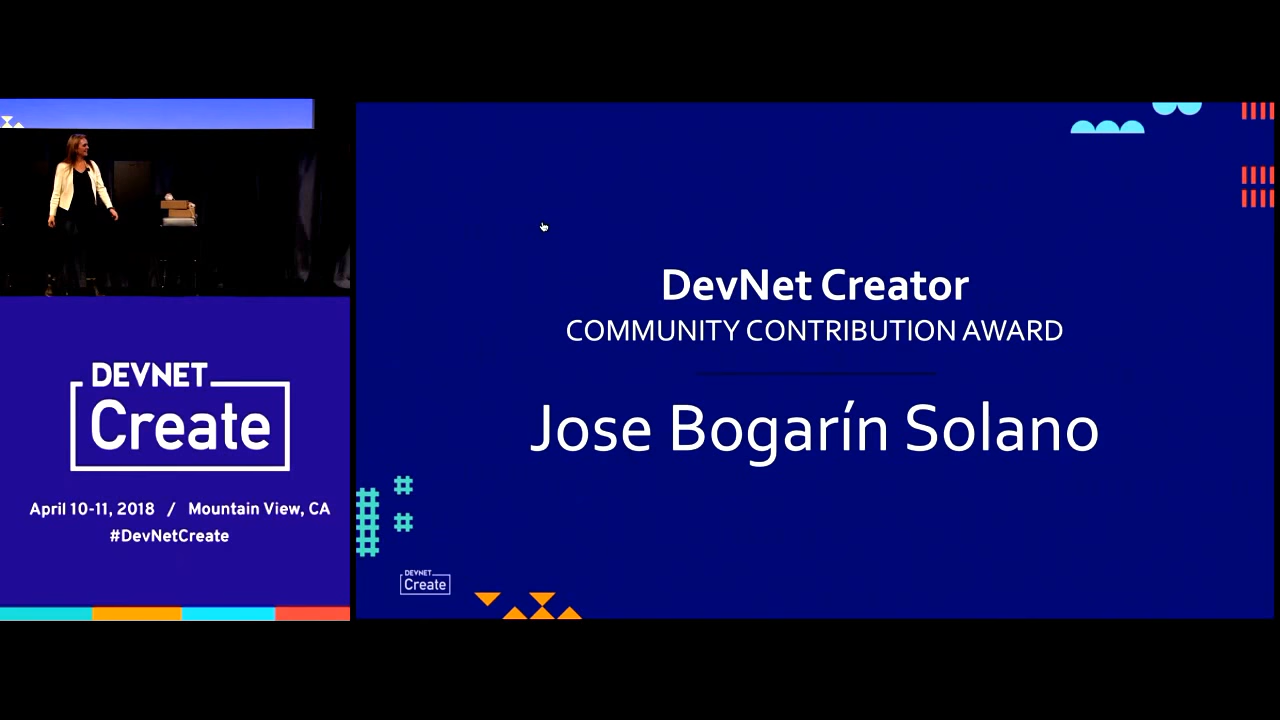 DEVNET
Create
April 10-11, 2018 / Mountain View, CA
#DevNetCreate
DevNet Creator
COMMUNITY CONTRIBUTION AWARD
Jose Bogarín Solano
DEVNET
Create